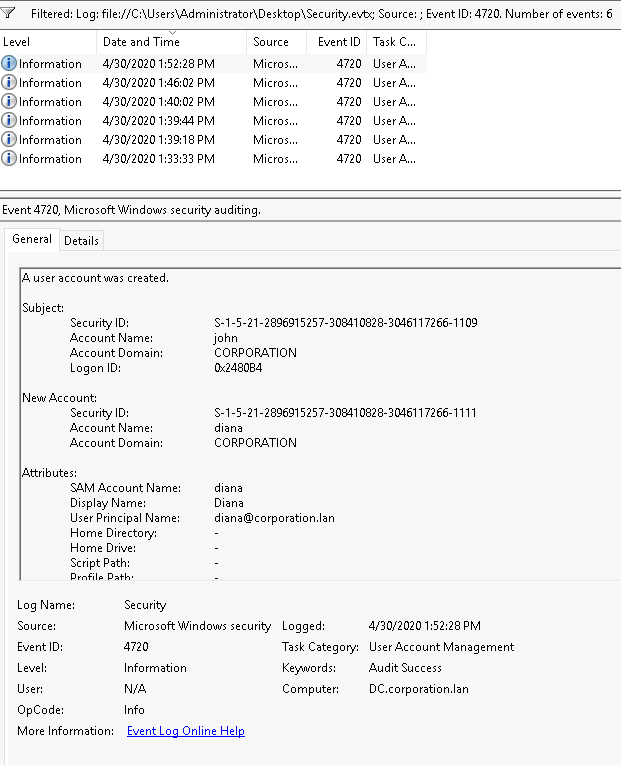 Filtered: Log: file://C:\Users\Administrator\Desktop\Security.evtx; Source: ; Event ID: 4720. Number of events: 6
Level Date and Time Source Event ID Task C...
Information 4/30/2020 1:52:28 PM Micros... 4720 User A...
Information 4/30/2020 1:46:02 PM Micros... 4720 User A...
Information 4/30/2020 1:40:02 PM Micros... 4720 User A...
Information 4/30/2020 1:39:44 PM Micros... 4720 User A...
Information 4/30/2020 1:39:18 PM Micros... 4720 User A...
Information 4/30/2020 1:33:33 PM Micros... 4720 User A...
Event 4720, Microsoft Windows security auditing.
General Details
A user account was created.
Subject:
Security ID: S-1-5-21-2896915257-308410828-3046117266-1109
Account Name: john
Account Domain: CORPORATION
Logon ID: 0x2480B4
New Account:
Security ID: S-1-5-21-2896915257-308410828-3046117266-1111
Account Name: diana
Account Domain: CORPORATION
Attributes:
SAM Account Name: diana
Display Name: Diana
User Principal Name: diana@corporation.lan
Home Directory: -
Home Drive: -
Script Path: -
Profile Path: -
Log Name: Security
Source: Microsoft Windows security Logged: 4/30/2020 1:52:28 PM
Event ID: 4720 Task Category: User Account Management
Level: Information Keywords: Audit Success
User: N/A Computer: DC.corporation.lan
OpCode: Info
More Information: Event Log Online Help